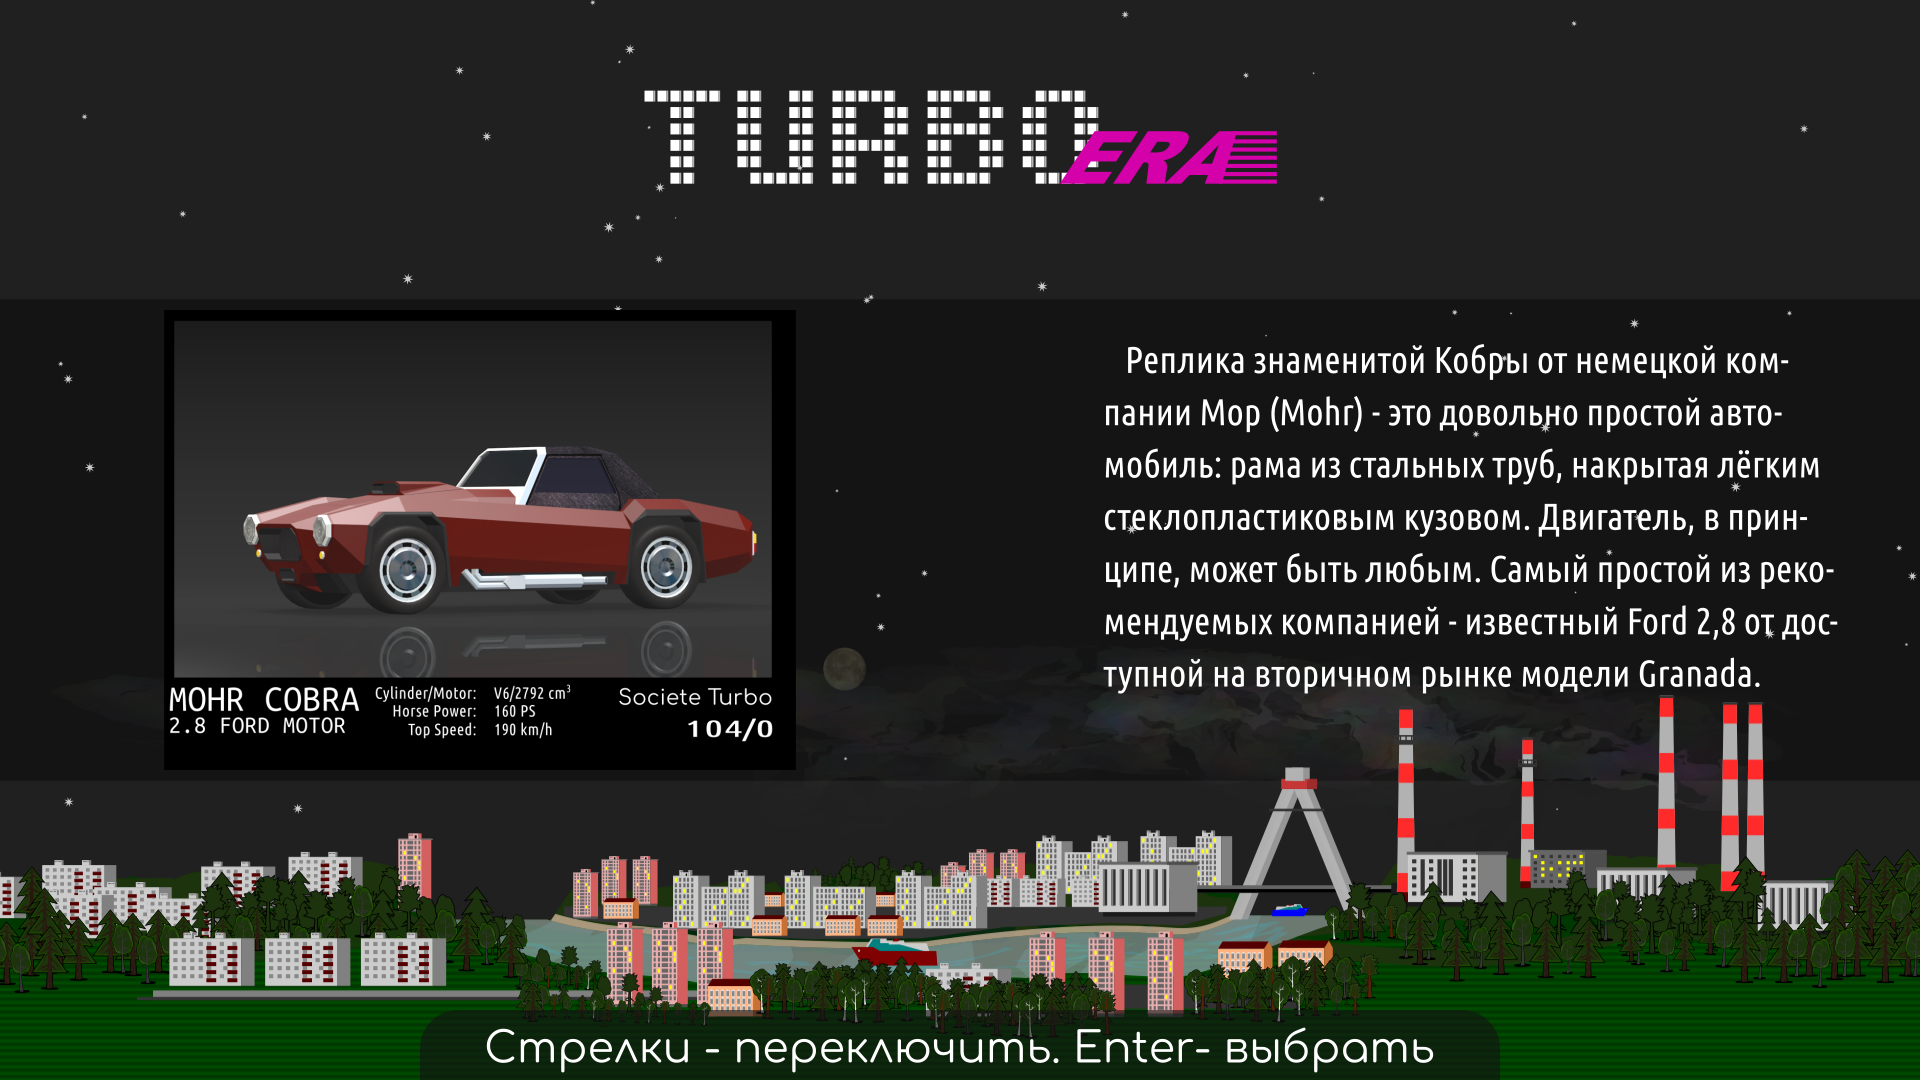 TURBO
ERA
Реплика знаменитой Кобры от немецкой ком-
пании Мор (Mohr) - это довольно простой авто-
мобиль: рама из стальных труб, накрытая лёгким
стеклопластиковым кузовом. Двигатель, в прин-
ципе, может быть любым. Самый простой из реко-
мендуемых компанией - известный Ford 2,8 от дос-
тупной на вторичном рынке модели Granada.
MOHR COBRA
2.8 FORD MOTOR
Cylinder/Motor: V6/2792 cm³
Horse Power: 160 PS
Top Speed: 190 km/h
Societe Turbo
104/0
Стрелки - переключить. Enter- выбрать